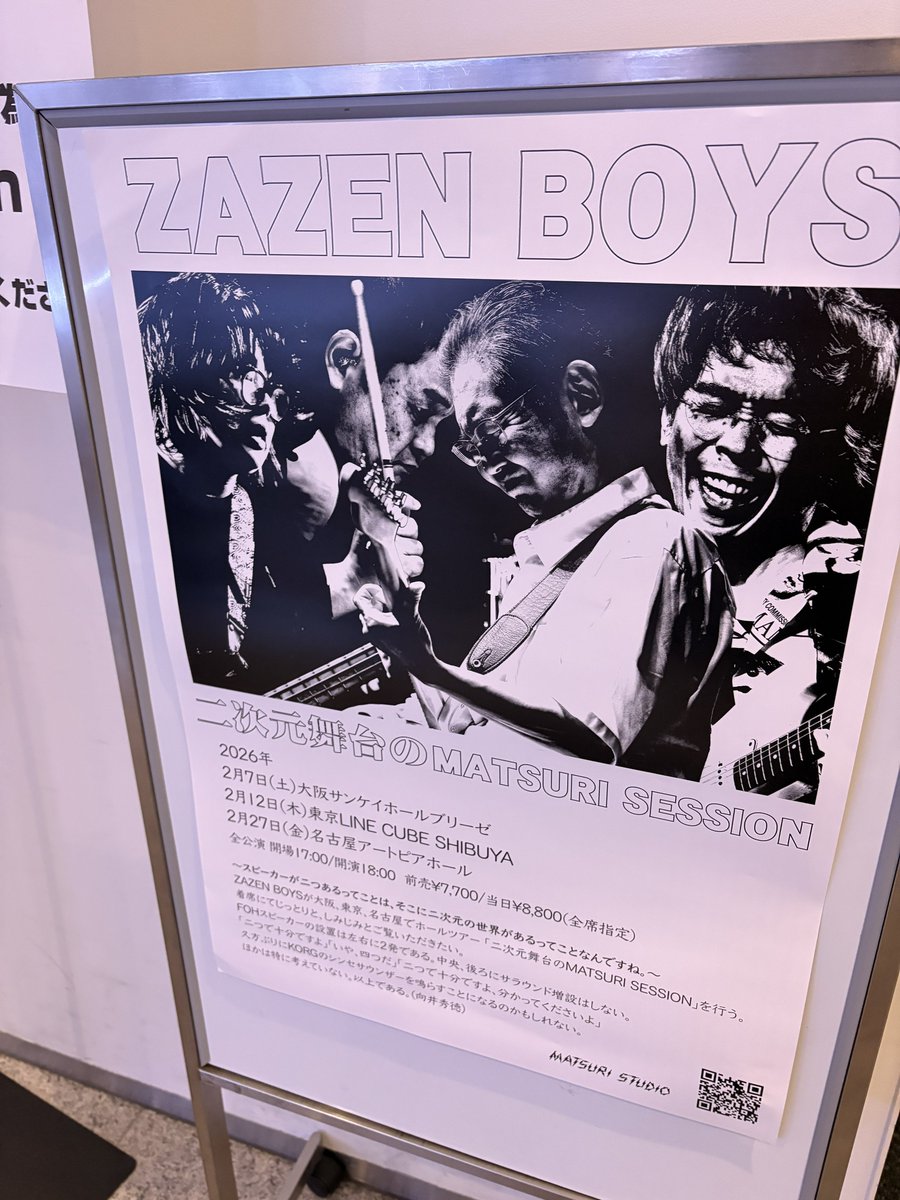 為
n
くださ
ZAZEN BOYS
二次元舞台のMATSURI SESSION
2026年
2月7日(土)大阪サンケイホールブリーゼ
2月12日(木)東京LINE CUBE SHIBUYA
2月27日(金)名古屋アートピアホール
全公演 開場17:00/開演18:00 前売¥7,700/当日¥8,800(全席指定)
〜スピーカーが二つあるってことは、そこに二次元の世界があるってことなんですね。〜
ZAZEN BOYSが大阪、東京、名古屋でホールツアー「二次元舞台のMATSURI SESSION」を行う。
着席にてじっとりと、しみじみとご覧いただきたい。
FOHスピーカーの設置は左右に2発である。中央、後ろにサラウンド増設はしない。
「二つで十分ですよ」「いや、四つだ」「二つで十分ですよ、分かってくださいよ」
久方ぶりにKORGのシンセサウンザーを鳴らすことになるのかもしれない。
ほかは特に考えていない。以上である。(向井秀徳)
MATSURI STUDIO